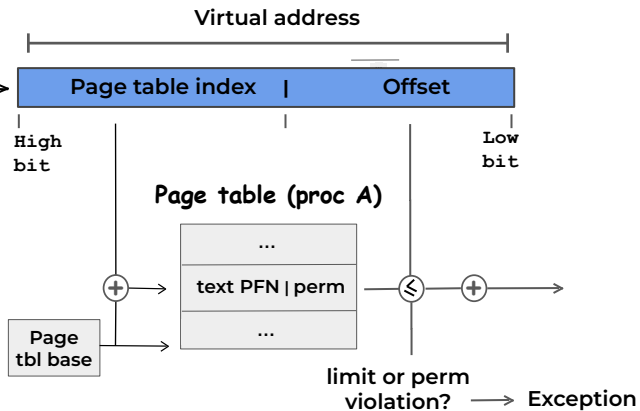 Virtual address
Page table index | Offset
High
bit
Low
bit
Page table (proc A)
...
+ text PFN | perm ≤ +
...
Page
tbl base
limit or perm
violation? Exception